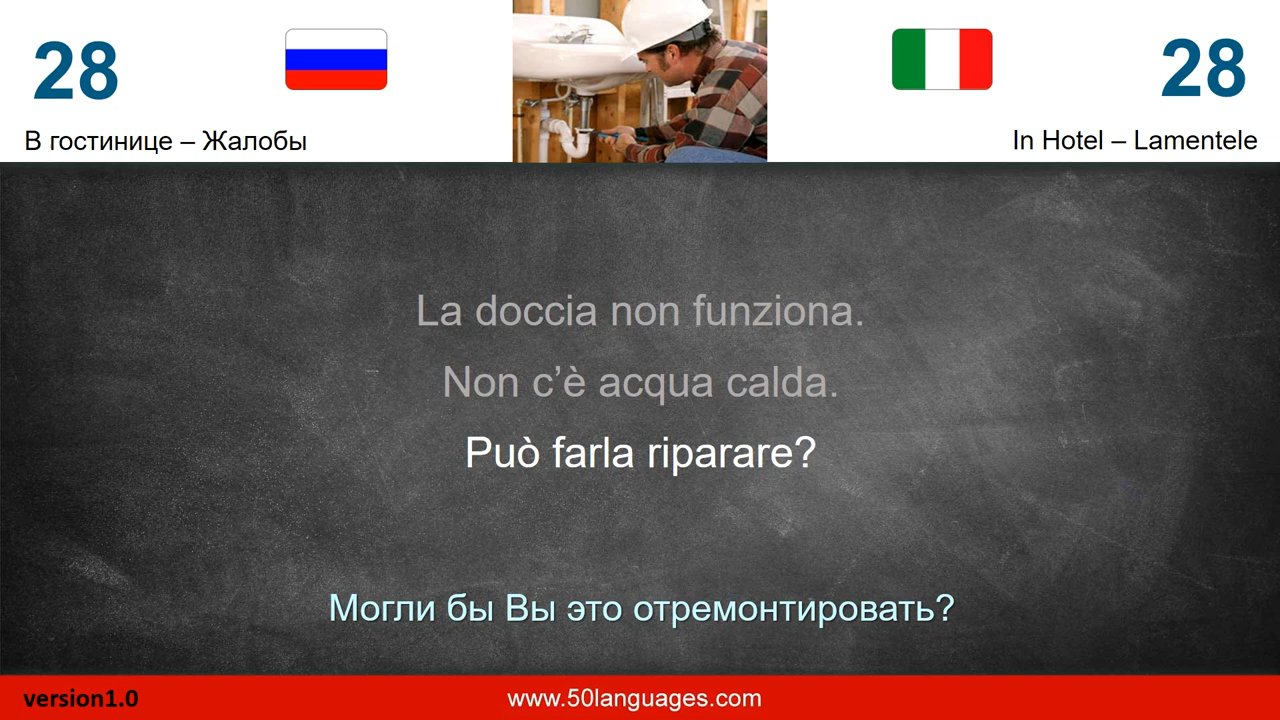 28
28
В гостинице – Жалобы
In Hotel – Lamentele
La doccia non funziona.
Non c’è acqua calda.
Può farla riparare?
Могли бы Вы это отремонтировать?
version1.0
www.50languages.com